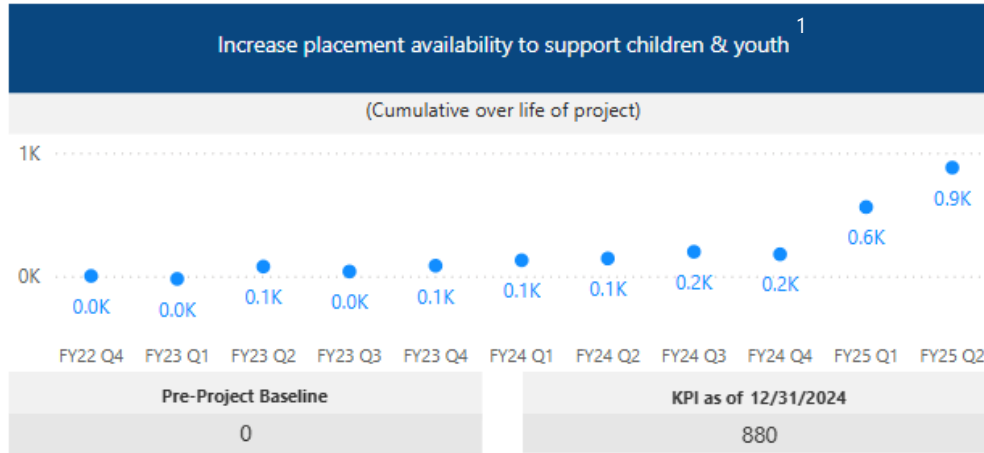 Increase placement availability to support children & youth 1
(Cumulative over life of project)
1K
0.9K
0.6K
0K
0.0K 0.0K 0.1K 0.0K 0.1K 0.1K 0.1K 0.2K 0.2K
FY22 Q4 FY23 Q1 FY23 Q2 FY23 Q3 FY23 Q4 FY24 Q1 FY24 Q2 FY24 Q3 FY24 Q4 FY25 Q1 FY25 Q2
Pre-Project Baseline KPI as of 12/31/2024
0 880